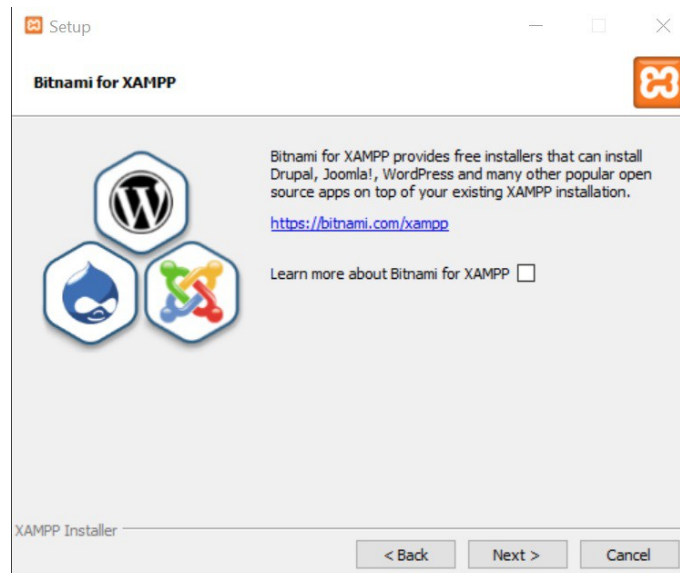 Setup
Bitnami for XAMPP
Bitnami for XAMPP provides free installers that can install
Drupal, Joomla!, WordPress and many other popular open
source apps on top of your existing XAMPP installation.
https://bitnami.com/xampp
Learn more about Bitnami for XAMPP
XAMPP Installer
< Back
Next >
Cancel